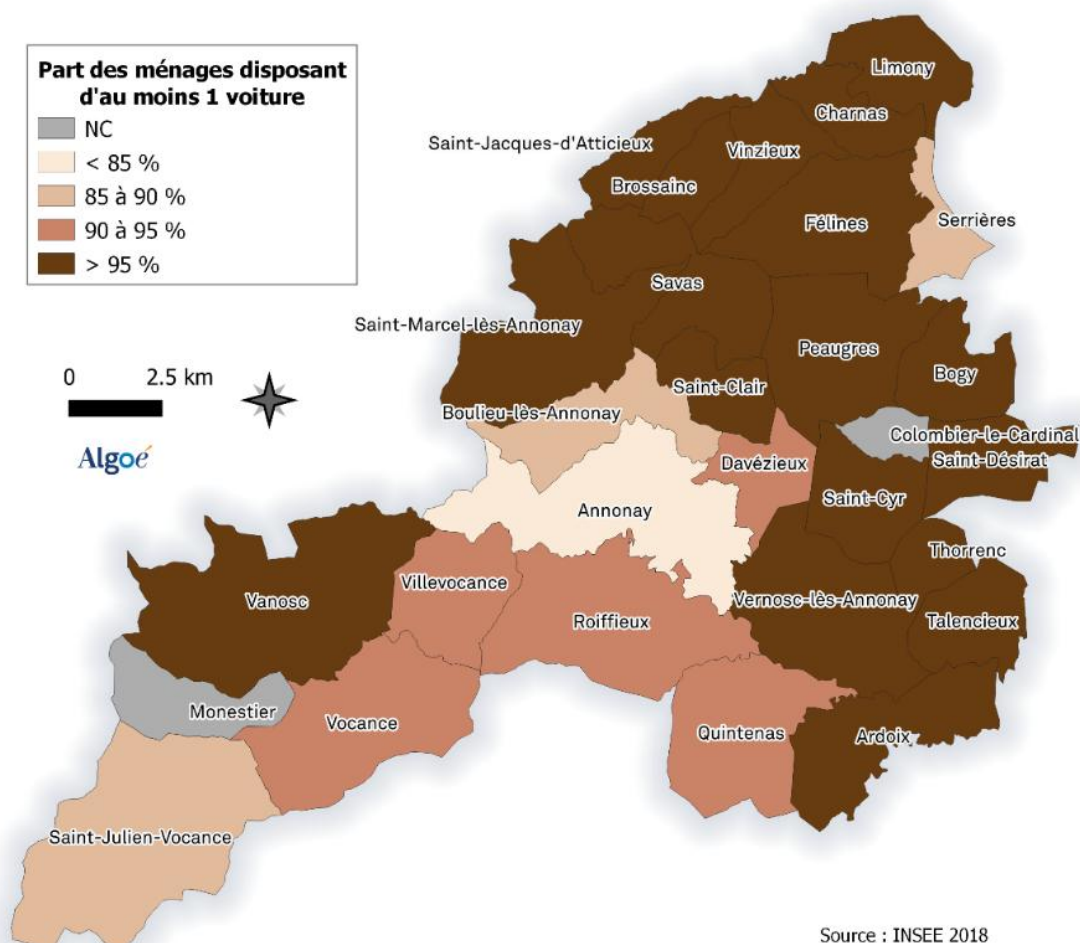 Part des ménages disposant
d'au moins 1 voiture
NC
< 85 %
85 à 90 %
90 à 95 %
> 95 %
0 2.5 km
Algoé
Limony
Charnas
Saint-Jacques-d'Atticieux
Vinzieux
Brossainc
Serrières
Félines
Savas
Saint-Marcel-lès-Annonay
Peaugres
Bogy
Saint-Clair
Boulieu-lès-Annonay
Colombier-le-Cardinal
Saint-Désirat
Davézieux
Saint-Cyr
Annonay
Thorrenc
Villevocance
Vanosc
Vernosc-lès-Annonay
Roiffieux
Talencieux
Monestier
Vocance
Quintenas
Ardoix
Saint-Julien-Vocance
Source : INSEE 2018